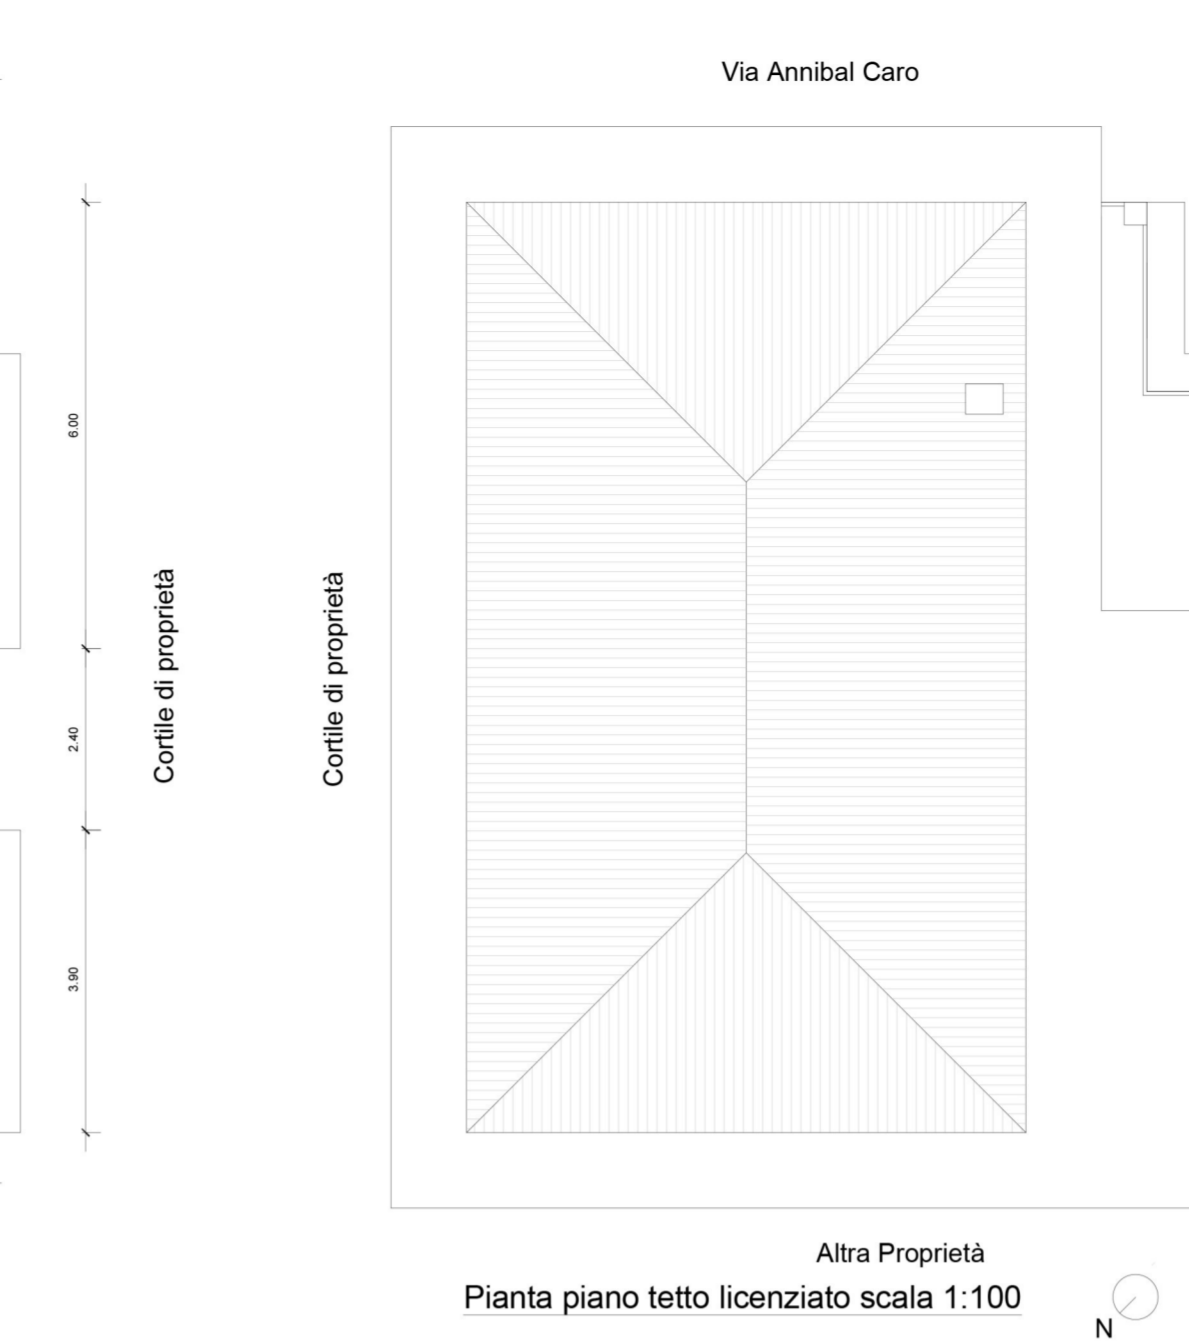 Via Annibal Caro
6.00
2.40
3.90
Cortile di proprietà
Cortile di proprietà
Altra Proprietà
Pianta piano tetto licenziato scala 1:100
N